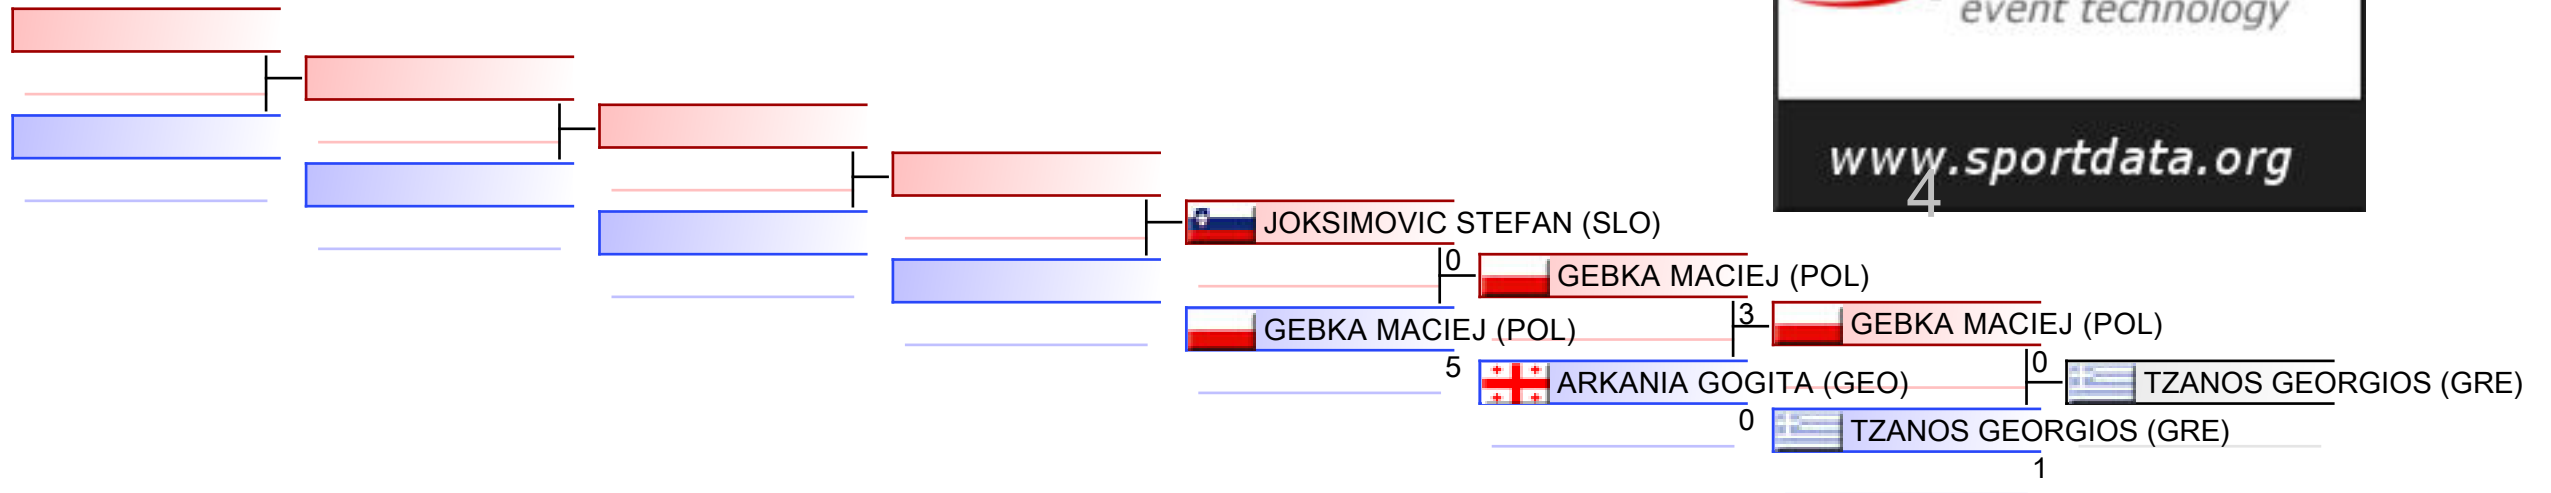 event technology
www.sportdata.org
4
JOKSIMOVIC STEFAN (SLO)
0
GEBKA MACIEJ (POL)
5
GEBKA MACIEJ (POL)
3
ARKANIA GOGITA (GEO)
0
GEBKA MACIEJ (POL)
0
TZANOS GEORGIOS (GRE)
1
TZANOS GEORGIOS (GRE)